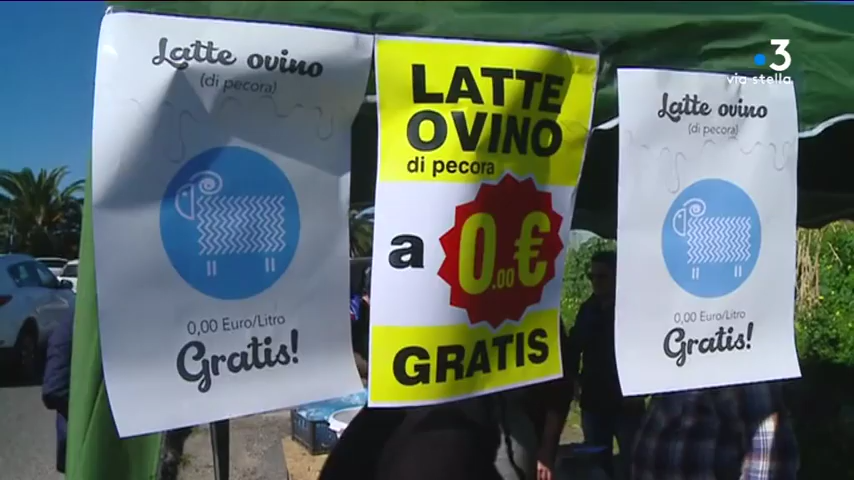 Latte ovino
(di pecora)
0,00 Euro/Litro
Gratis!
LATTE
OVINO
di pecora
a 0.00€
GRATIS
Latte ovino
(di pecora)
0,00 Euro/Litro
Gratis!
3
via stella